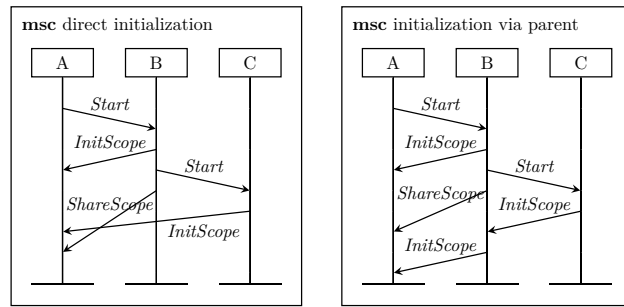 msc direct initialization
A B C
Start
InitScope
Start
ShareScope
InitScope
msc initialization via parent
A B C
Start
InitScope
Start
ShareScope
InitScope
InitScope